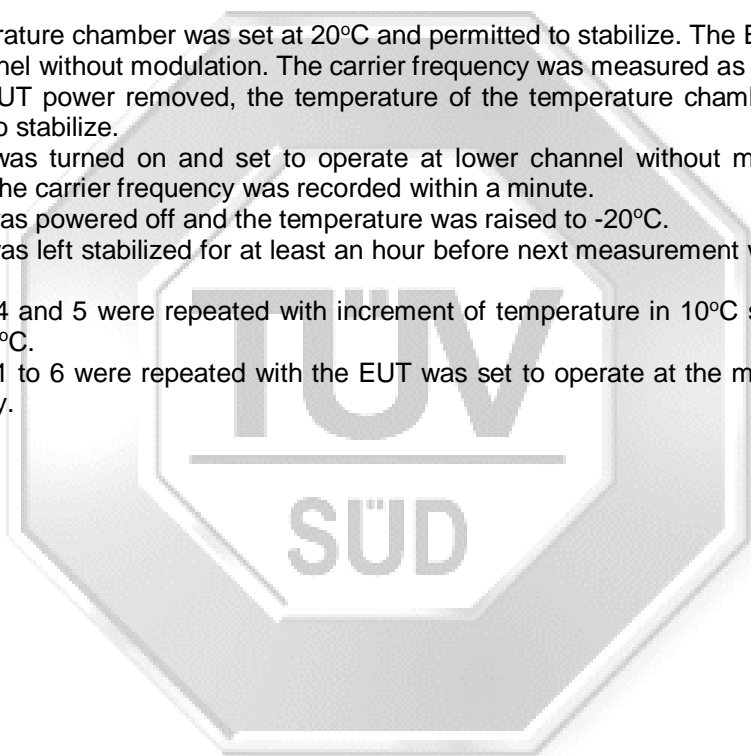 rature chamber was set at 20°C and permitted to stabilize. The E
nel without modulation. The carrier frequency was measured as
UT power removed, the temperature of the temperature chamb
o stabilize.
was turned on and set to operate at lower channel without m
he carrier frequency was recorded within a minute.
as powered off and the temperature was raised to -20°C.
as left stabilized for at least an hour before next measurement
4 and 5 were repeated with increment of temperature in 10°C s
°C.
1 to 6 were repeated with the EUT was set to operate at the m
y.
TÜV
SÜD